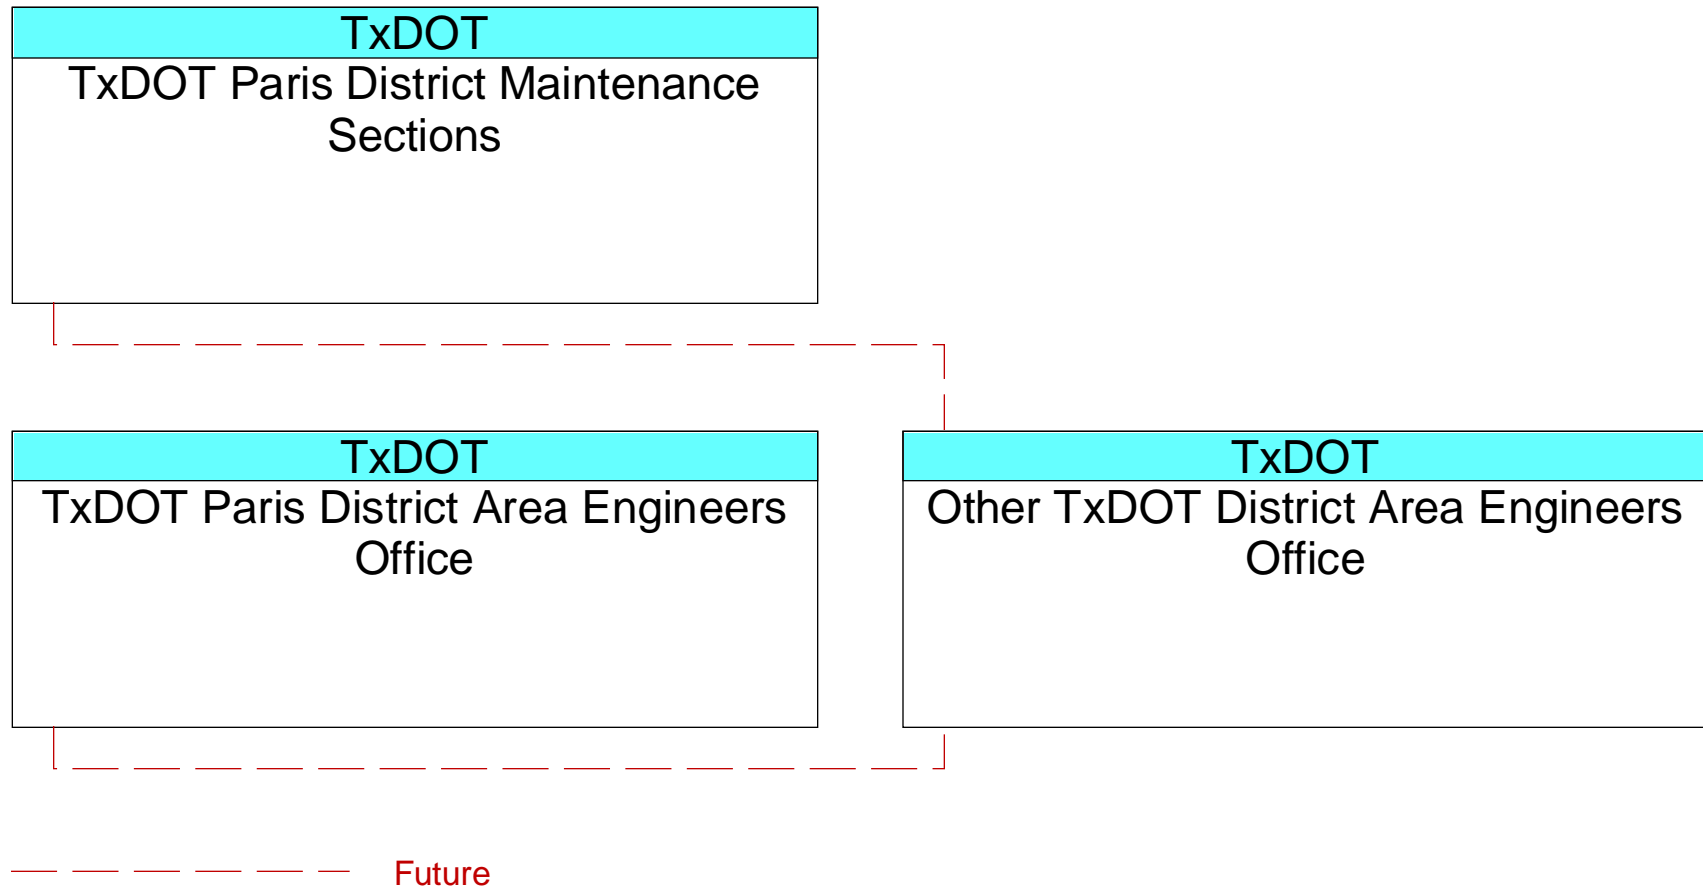 TxDOT
TxDOT Paris District Maintenance
Sections
TxDOT
TxDOT Paris District Area Engineers
Office
TxDOT
Other TxDOT District Area Engineers
Office
Future